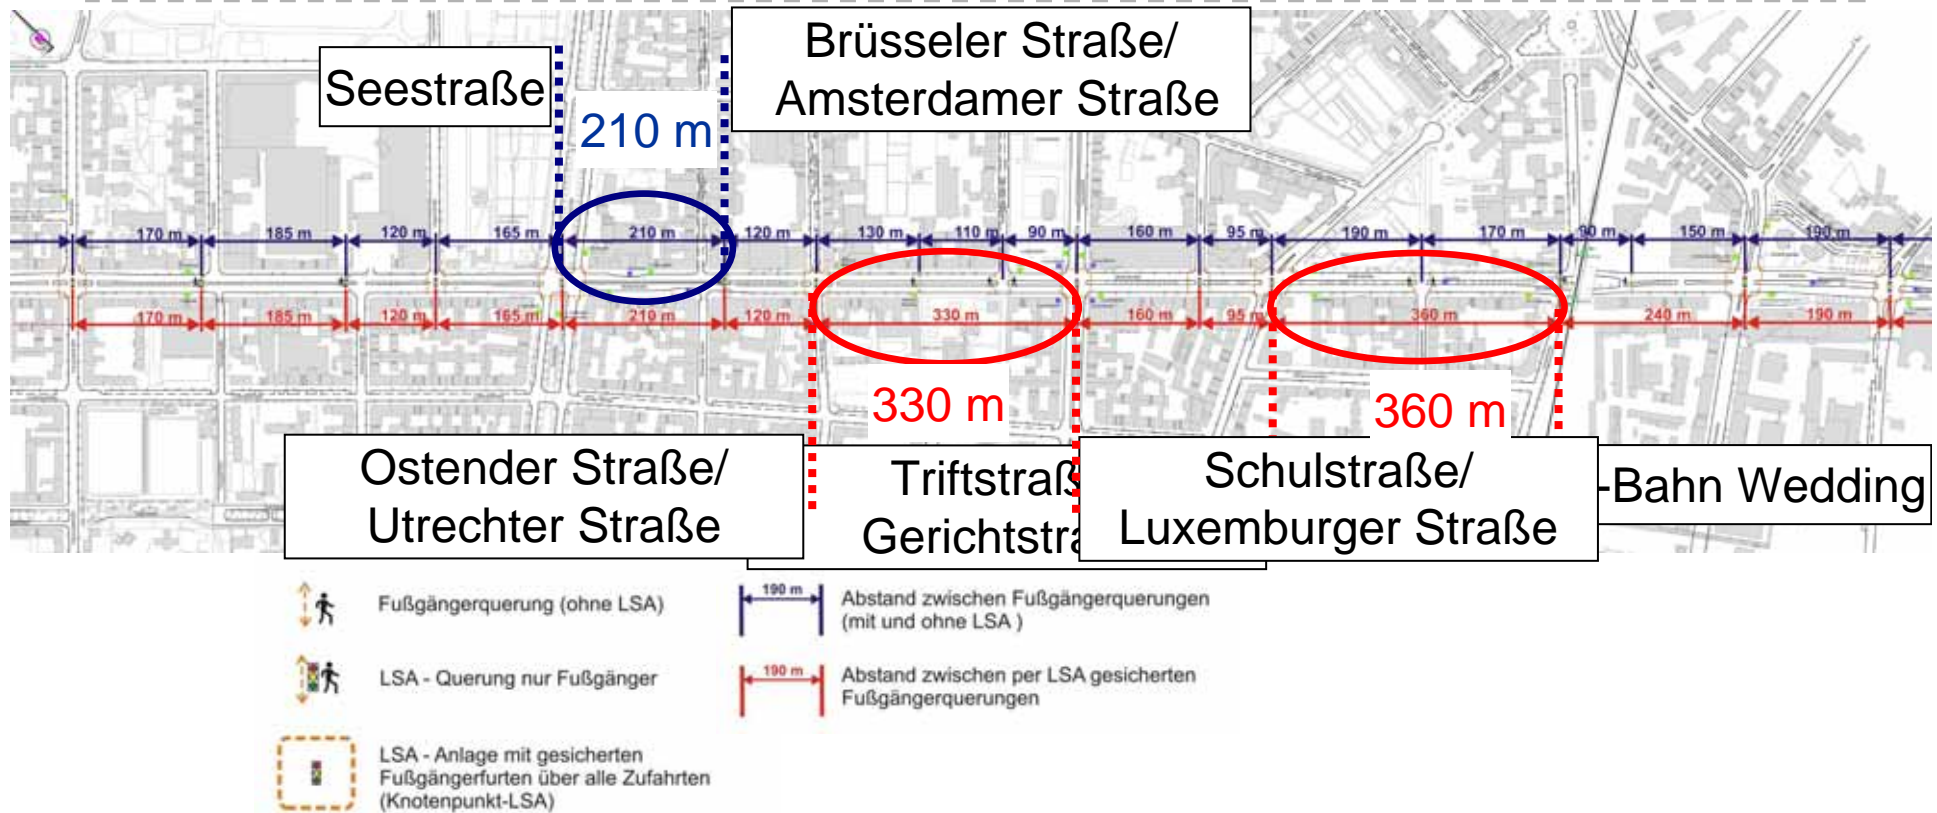 Seestraße
210 m
Brüsseler Straße/
Amsterdamer Straße
170 m 185 m 120 m 165 m 210 m 120 m 130 m 110 m 90 m 160 m 95 m 190 m 170 m 90 m 150 m 190 m
170 m 185 m 120 m 165 m 210 m 120 m 330 m 160 m 95 m 360 m 240 m 190 m
330 m
360 m
Ostender Straße/
Utrechter Straße
Triftstraß
Gerichtstra
Schulstraße/
Luxemburger Straße
-Bahn Wedding
Fußgängerquerung (ohne LSA)
LSA - Querung nur Fußgänger
LSA - Anlage mit gesicherten
Fußgängerfurten über alle Zufahrten
(Knotenpunkt-LSA)
190 m
Abstand zwischen Fußgängerquerungen
(mit und ohne LSA )
190 m
Abstand zwischen per LSA gesicherten
Fußgängerquerungen